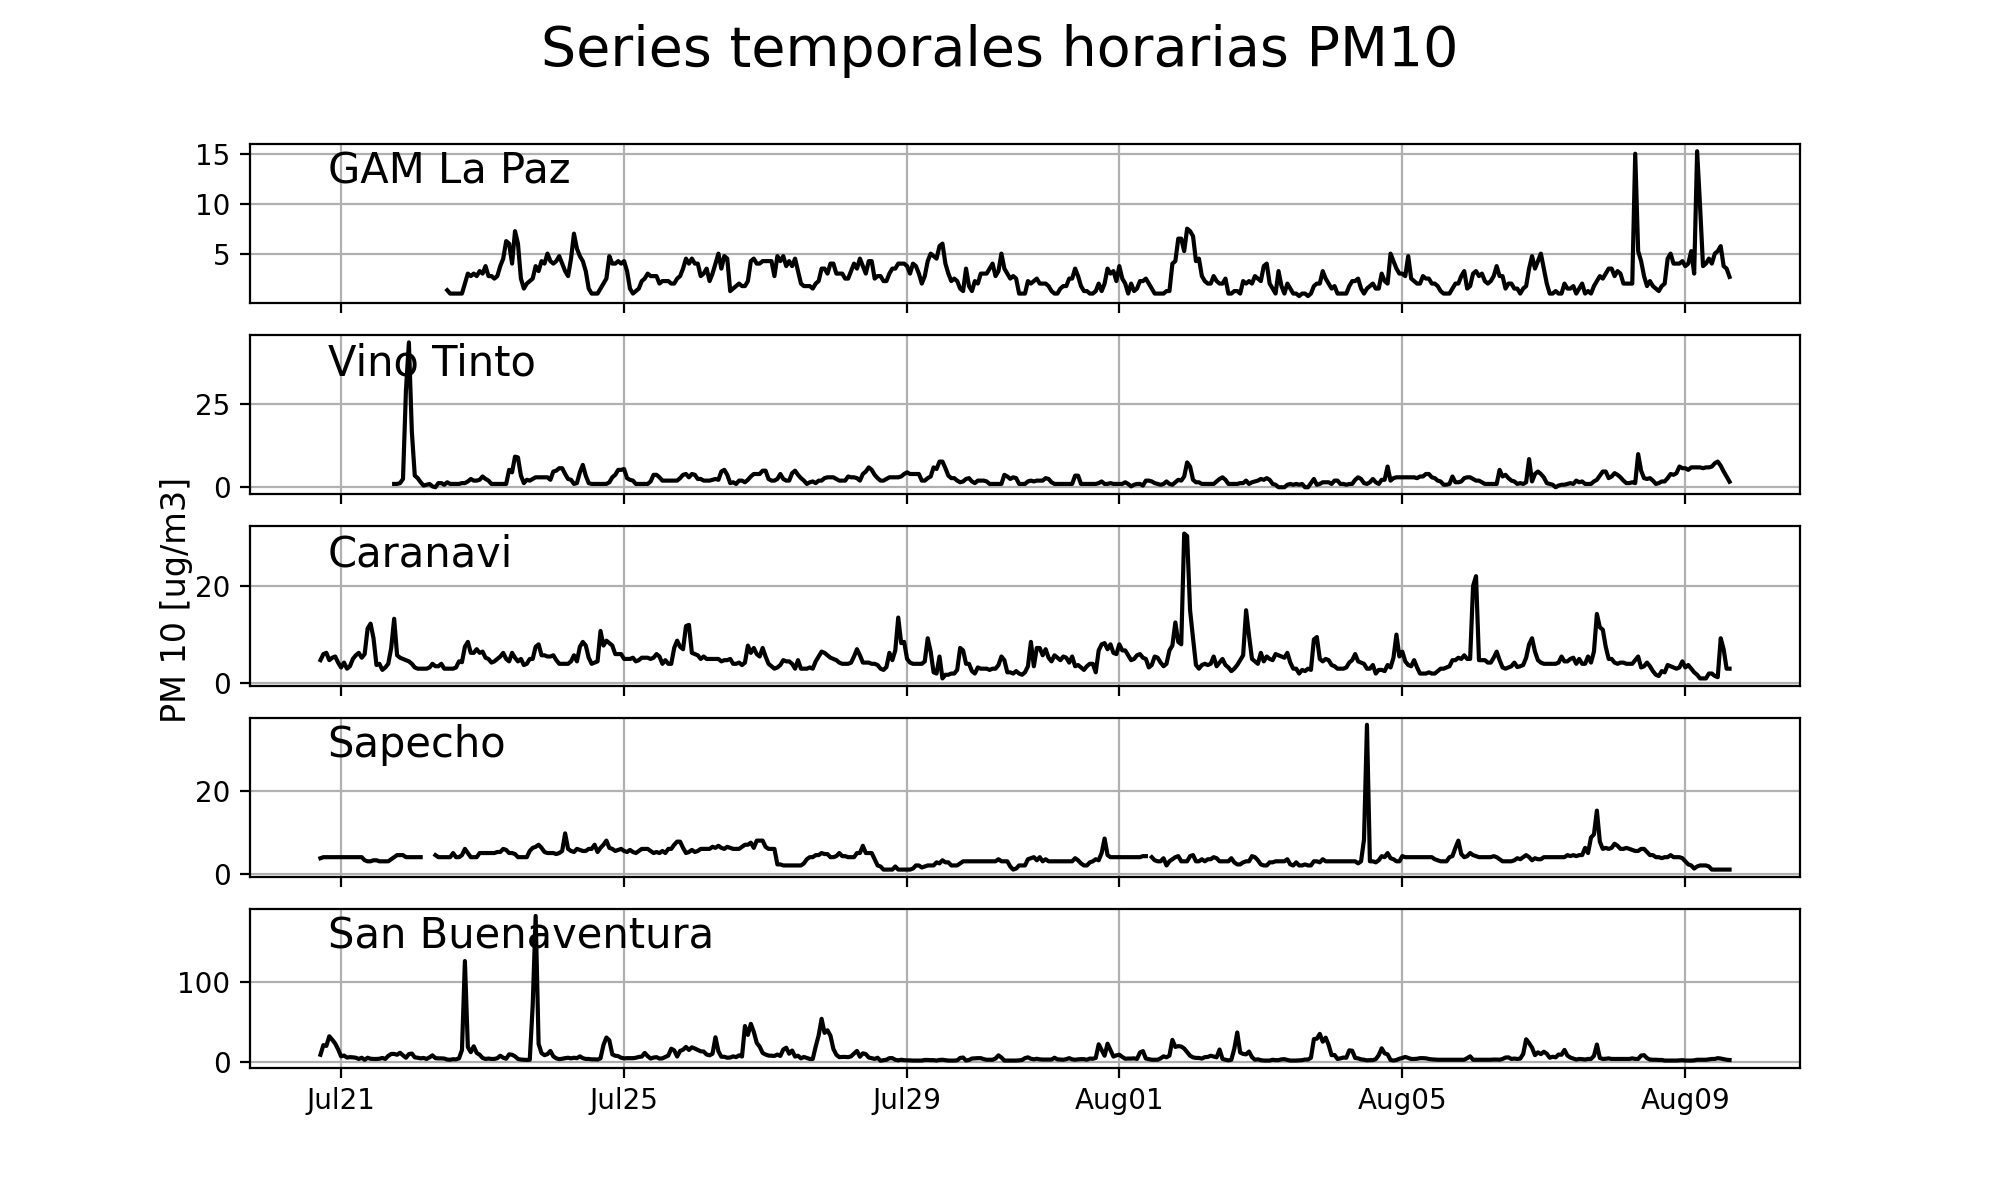 Series temporales horarias PM10
PM 10 [ug/m3]
GAM La Paz
15
10
5
Vino Tinto
25
0
Caranavi
20
0
Sapecho
20
0
San Buenaventura
100
0
Jul21 Jul25 Jul29 Aug01 Aug05 Aug09